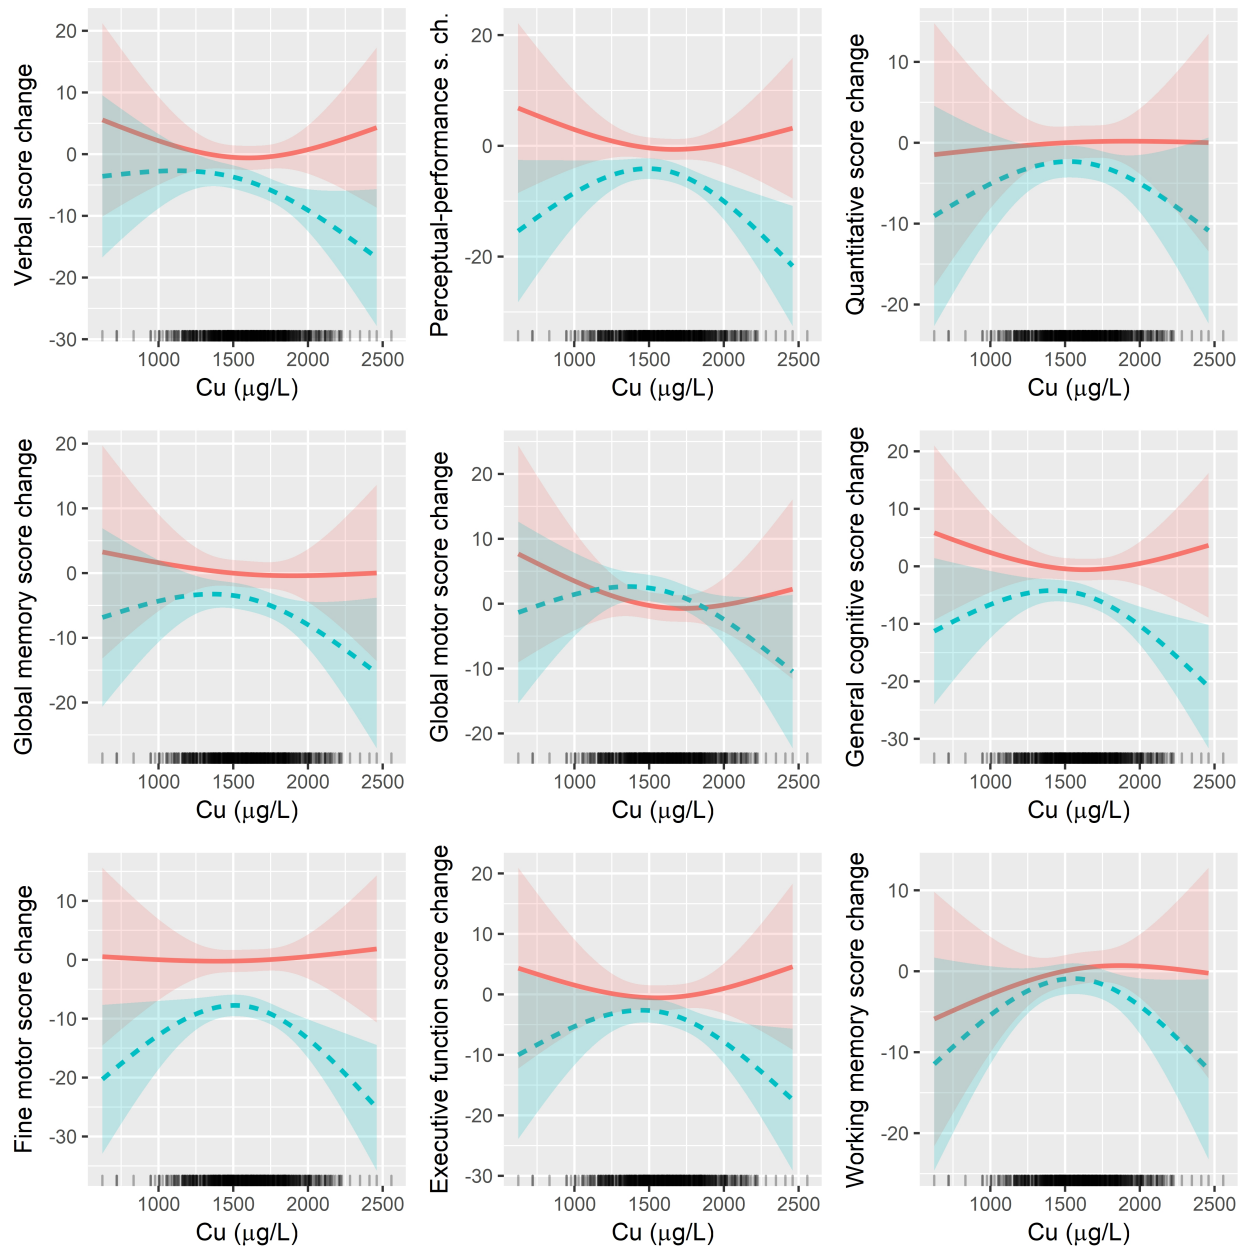 Verbal score change
20
10
0
-10
-20
-30
1000 1500 2000 2500
Cu (μg/L)
Perceptual-performance s. ch.
20
0
-20
1000 1500 2000 2500
Cu (μg/L)
Quantitative score change
10
0
-10
-20
1000 1500 2000 2500
Cu (μg/L)
Global memory score change
20
10
0
-10
-20
1000 1500 2000 2500
Cu (μg/L)
Global motor score change
20
10
0
-10
-20
1000 1500 2000 2500
Cu (μg/L)
General cognitive score change
20
10
0
-10
-20
-30
1000 1500 2000 2500
Cu (μg/L)
Fine motor score change
10
0
-10
-20
-30
1000 1500 2000 2500
Cu (μg/L)
Executive function score change
20
10
0
-10
-20
-30
1000 1500 2000 2500
Cu (μg/L)
Working memory score change
10
0
-10
-20
1000 1500 2000 2500
Cu (μg/L)